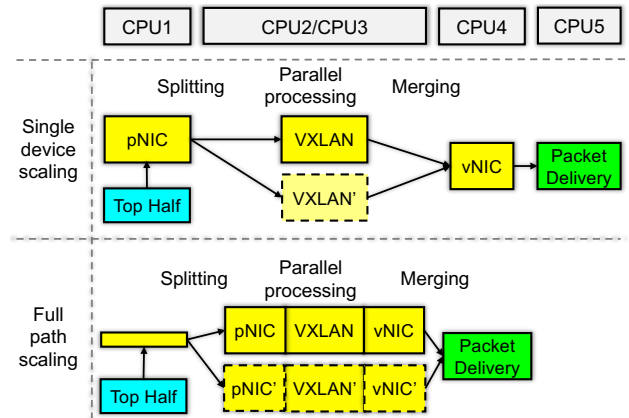 CPU1 CPU2/CPU3 CPU4 CPU5
Splitting Parallel processing Merging
Single
device
scaling
pNIC VXLAN
VXLAN’
vNIC Packet
Delivery
Top Half
Splitting Parallel processing Merging
Full
path
scaling
pNIC VXLAN vNIC
pNIC’ VXLAN’ vNIC’
Packet
Delivery
Top Half